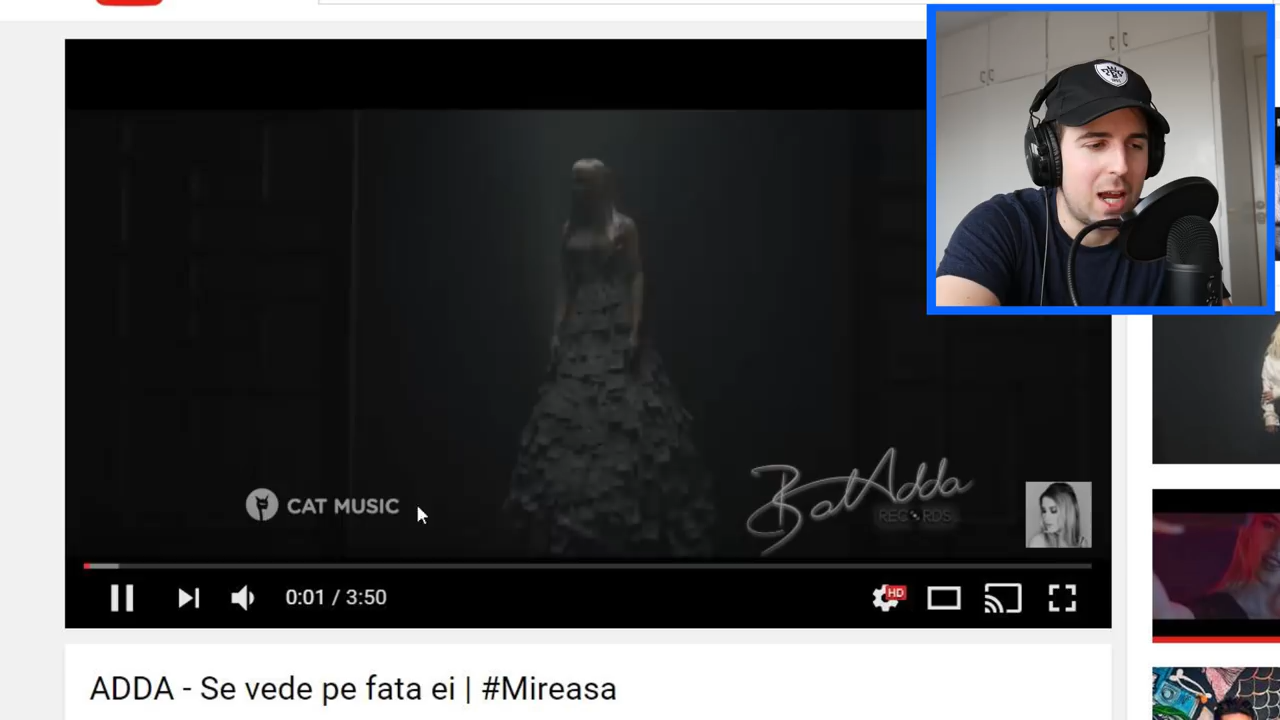 CAT MUSIC
BatAdda
RECORDS
0:01 / 3:50
HD
ADDA - Se vede pe fata ei | #Mireasa